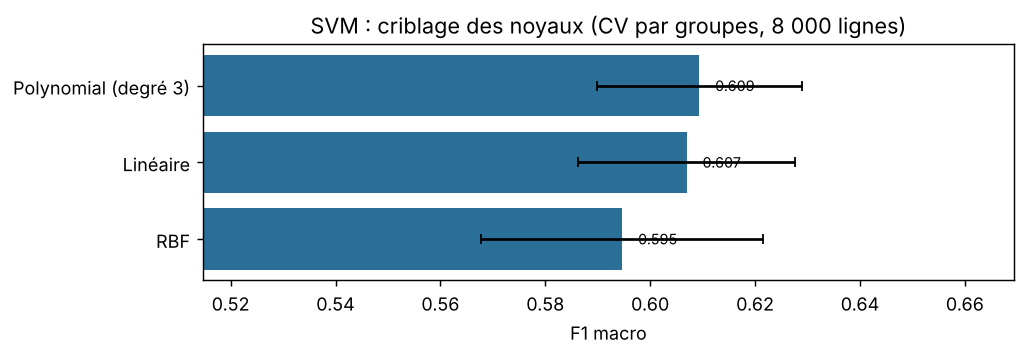 SVM : criblage des noyaux (CV par groupes, 8 000 lignes)
Polynomial (degré 3)
0.609
Linéaire
0.607
RBF
0.595
0.52 0.54 0.56 0.58 0.60 0.62 0.64 0.66
F1 macro